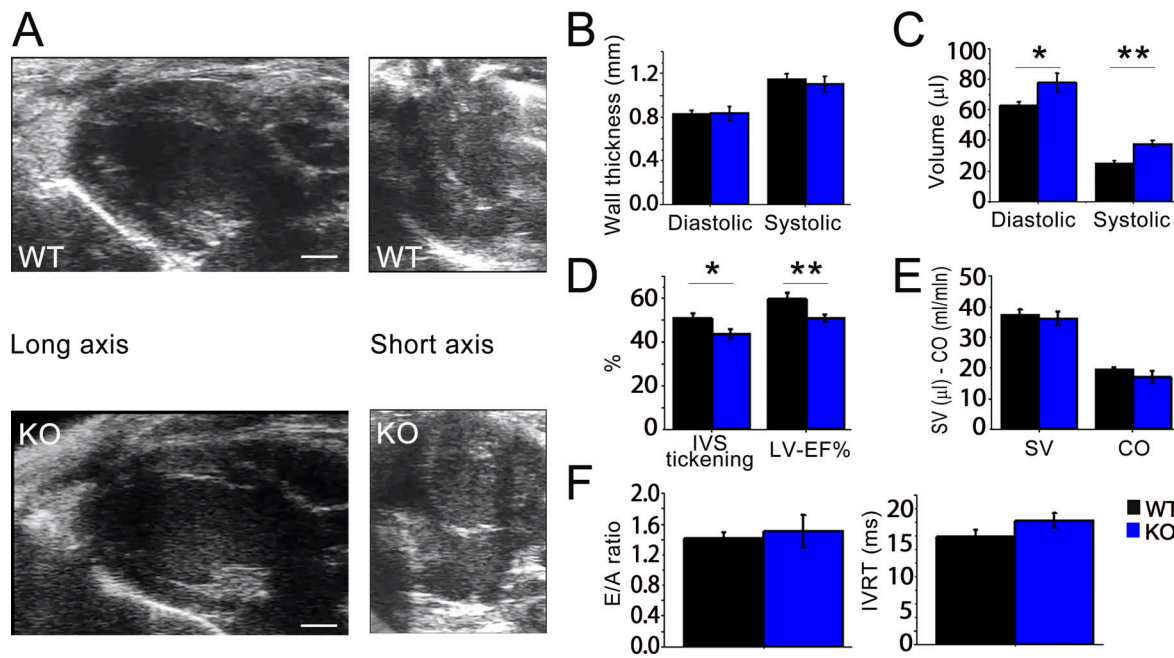 A
WT
WT
Long axis
Short axis
KO
KO
B
Wall thickness (mm)
1.2
0.8
0.4
0.0
Diastolic Systolic
C
Volume (µl)
100
80
60
40
20
0
* **
Diastolic Systolic
D
%
60
40
20
0
* **
IVS
tickening
LV-EF%
E
SV (µl) - CO (ml/mln)
50
40
30
20
10
0
SV CO
F
E/A ratio
2.0
1.6
1.2
0.8
0.4
0.0
IVRT (ms)
20
15
10
5
0
WT
KO